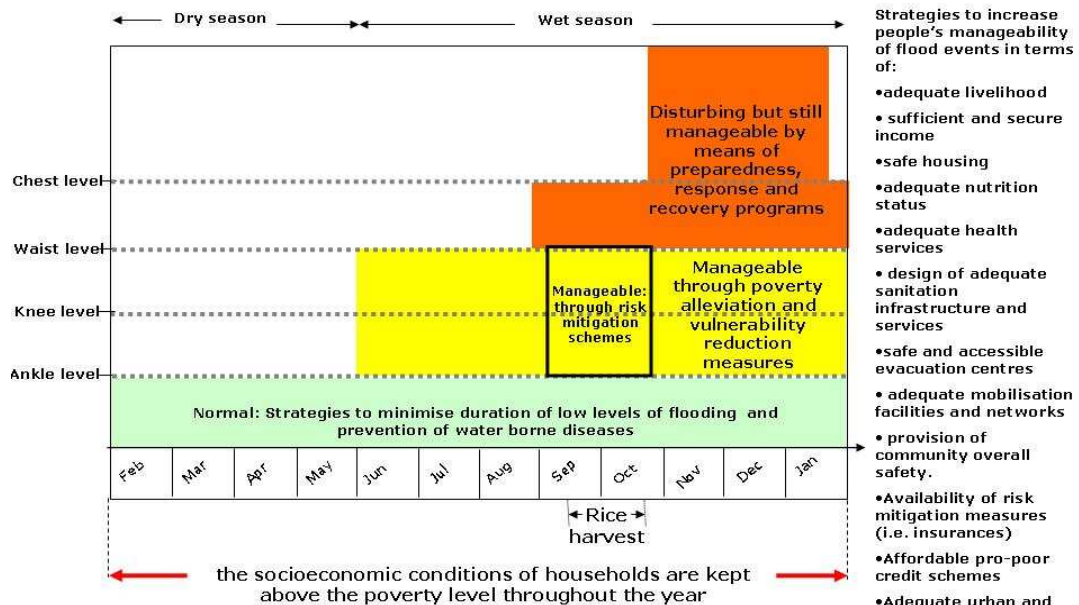 Dry season
Wet season
Chest level
Waist level
Knee level
Ankle level
Disturbing but still
manageable by
means of
preparedness,
response and
recovery programs
Manageable:
through risk
mitigation
schemes
Manageable
through poverty
alleviation and
vulnerability
reduction
measures
Normal: Strategies to minimise duration of low levels of flooding and
prevention of water borne diseases
Feb
Mar
Apr
May
Jun
Jul
Aug
Sep
Oct
Nov
Dec
Jan
Rice
harvest
the socioeconomic conditions of households are kept
above the poverty level throughout the year
Strategies to increase
people's manageability
of flood events in terms
of:
•adequate livelihood
• sufficient and secure
income
•safe housing
•adequate nutrition
status
•adequate health
services
• design of adequate
sanitation
infrastructure and
services
•safe and accessible
evacuation centres
• adequate mobilisation
facilities and networks
• provision of
community overall
safety.
•Availability of risk
mitigation measures
(i.e. insurances)
•Affordable pro-poor
credit schemes
•Adequate urban and